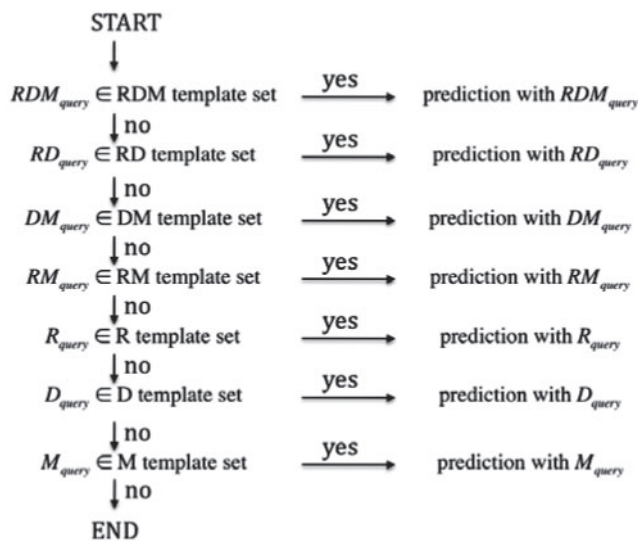 START
yes
RDM_query ∈ RDM template set prediction with RDM_query
no
yes
RD_query ∈ RD template set prediction with RD_query
no
yes
DM_query ∈ DM template set prediction with DM_query
no
yes
RM_query ∈ RM template set prediction with RM_query
no
yes
R_query ∈ R template set prediction with R_query
no
yes
D_query ∈ D template set prediction with D_query
no
yes
M_query ∈ M template set prediction with M_query
no
END